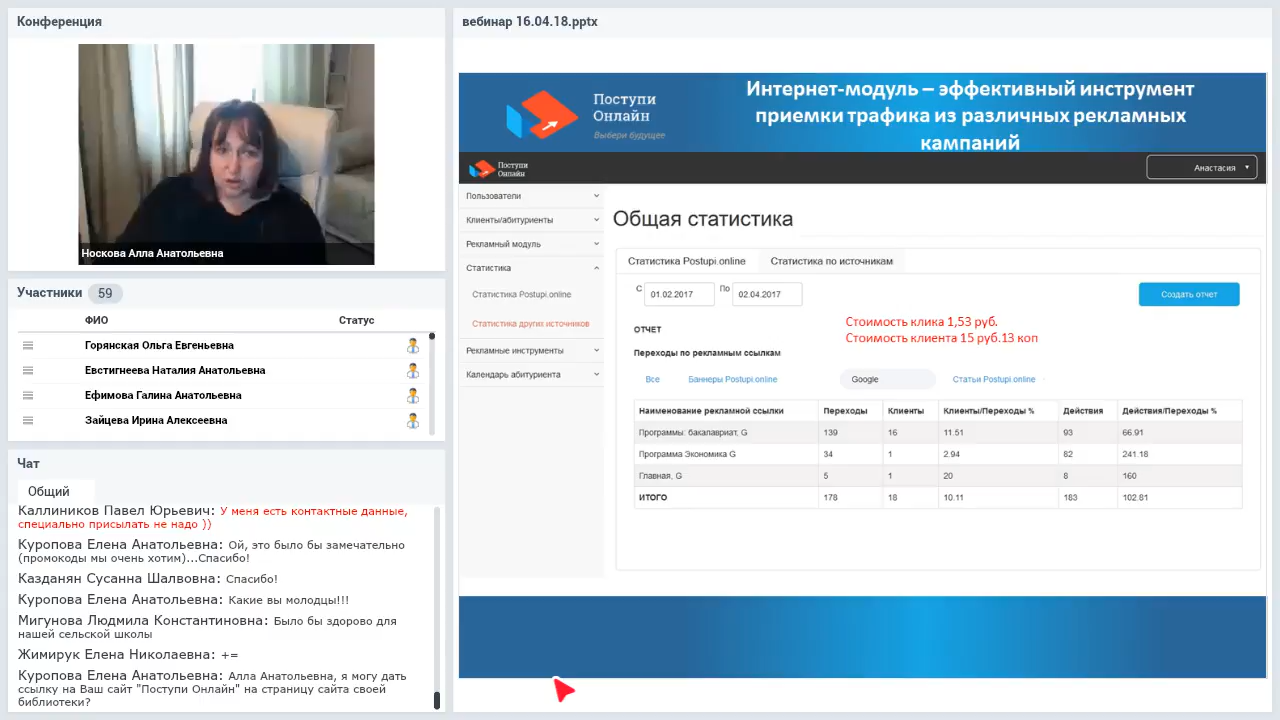 Конференция
Носкова Алла Анатольевна
Участники 59
ФИО Статус
Горянская Ольга Евгеньевна
Евстигнеева Наталия Анатольевна
Ефимова Галина Анатольевна
Зайцева Ирина Алексеевна
Чат
Общий
Каллиников Павел Юрьевич: У меня есть контактные данные,
специально присылать не надо ))
Куропова Елена Анатольевна: Ой, это было бы замечательно
(промокоды мы очень хотим)...Спасибо!
Казданян Сусанна Шалвовна: Спасибо!
Куропова Елена Анатольевна: Какие вы молодцы!!!
Мигунова Людмила Константиновна: Было бы здорово для
нашей сельской школы
Жимирук Елена Николаевна: +=
Куропова Елена Анатольевна: Алла Анатольевна, я могу дать
ссылку на Ваш сайт "Поступи Онлайн" на страницу сайта своей
библиотеки?
вебинар 16.04.18.pptx
Поступи
Онлайн
Выбери будущее
Интернет-модуль – эффективный инструмент
приемки трафика из различных рекламных
кампаний
Поступи
Онлайн
Анастасия
Пользователи
Клиенты/абитуриенты
Рекламный модуль
Статистика
Статистика Postupi.online
Статистика других источников
Рекламные инструменты
Календарь абитуриента
Общая статистика
Статистика Postupi.online Статистика по источникам
С 01.02.2017 По 02.04.2017 Создать отчет
Стоимость клика 1,53 руб.
Стоимость клиента 15 руб.13 коп
ОТЧЕТ
Переходы по рекламным ссылкам
Все Баннеры Postupi.online Google Статьи Postupi.online
Наименование рекламной ссылки Переходы Клиенты Клиенты/Переходы % Действия Действия/Переходы %
Программы: бакалавриат, G 139 16 11.51 93 66.91
Программа Экономика G 34 1 2.94 82 241.18
Главная, G 5 1 20 8 160
ИТОГО 178 18 10.11 183 102.81